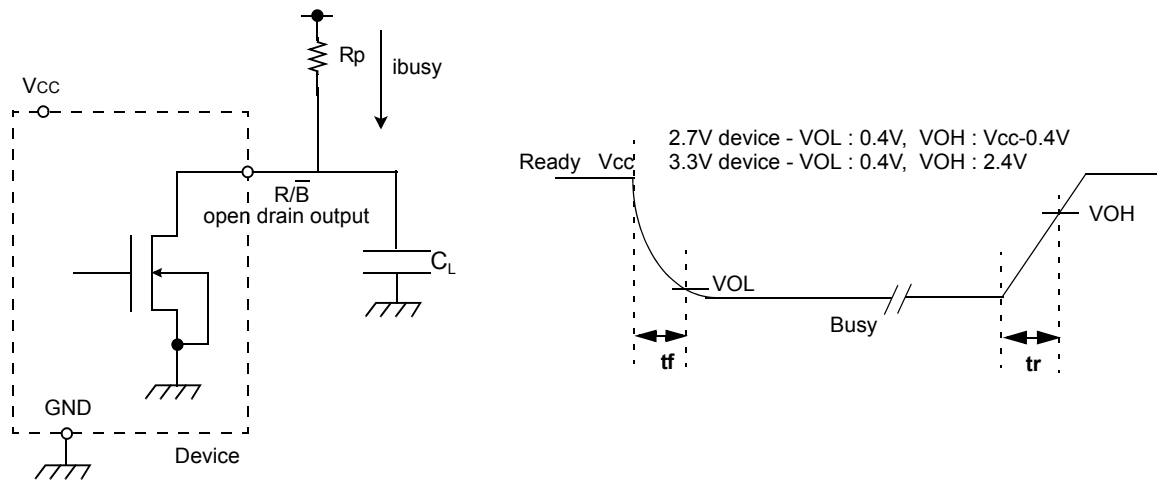 Rp
ibusy
VCC
R/B̅
open drain output
CL
GND
Device
2.7V device - VOL : 0.4V, VOH : Vcc-0.4V
3.3V device - VOL : 0.4V, VOH : 2.4V
Ready Vcc
VOH
VOL
Busy
tf
tr